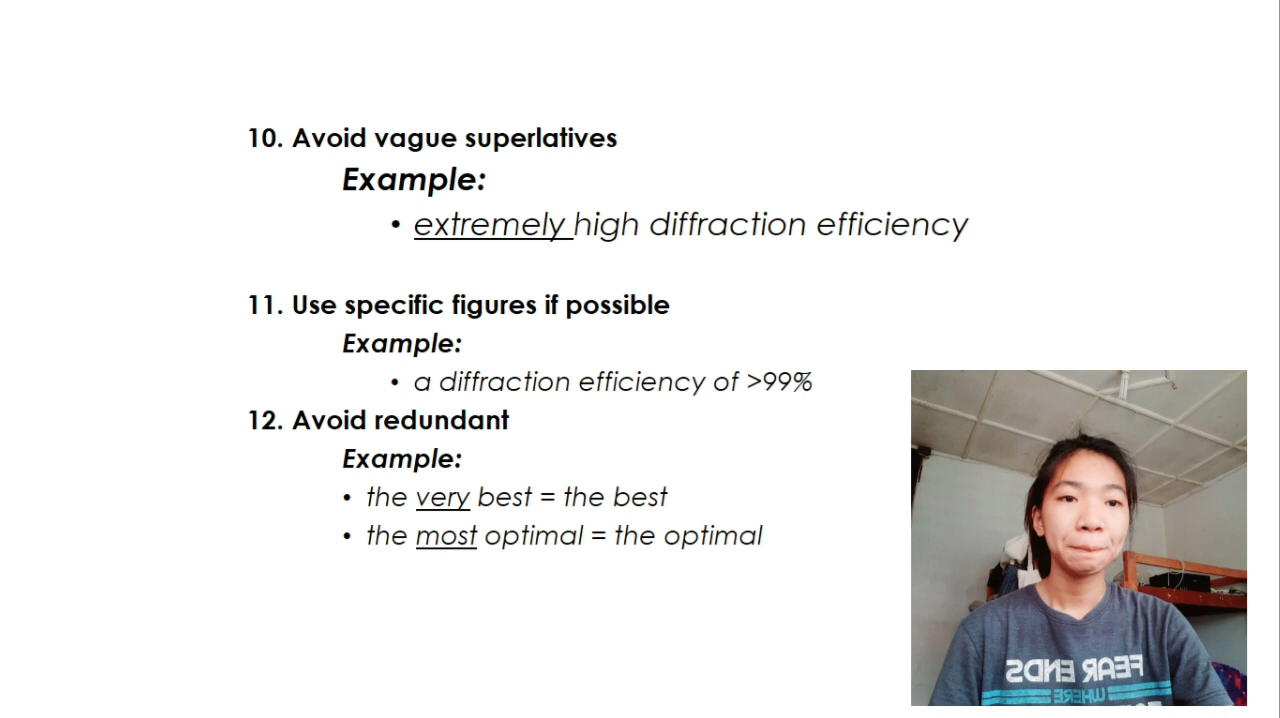 10. Avoid vague superlatives
Example:
• extremely high diffraction efficiency
11. Use specific figures if possible
Example:
• a diffraction efficiency of >99%
12. Avoid redundant
Example:
• the very best = the best
• the most optimal = the optimal
FEAR ENDS
WHERE